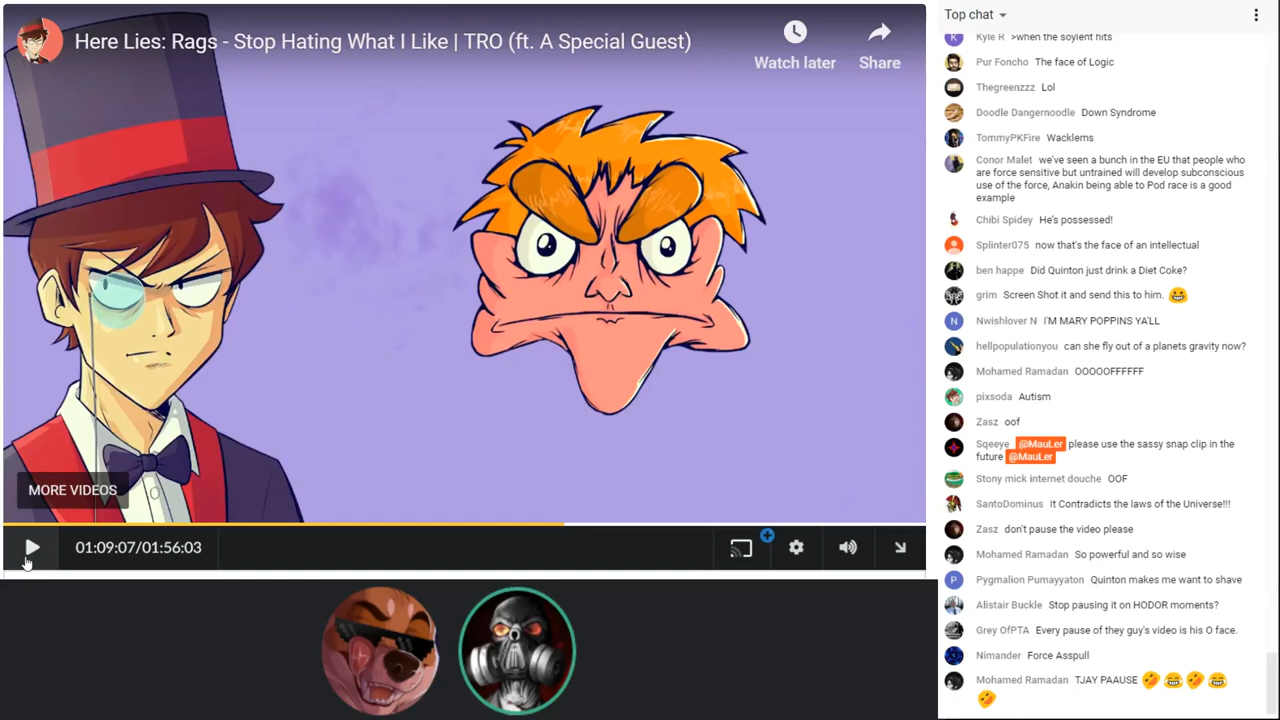 Here Lies: Rags - Stop Hating What I Like | TRO (ft. A Special Guest)
Watch later
Share
MORE VIDEOS
01:09:07/01:56:03
Top chat
Kyle R >when the soylent hits
Pur Foncho The face of Logic
Thegreenzzz Lol
Doodle Dangernoodle Down Syndrome
TommyPKFire Wacklems
Conor Malet we've seen a bunch in the EU that people who
are force sensitive but untrained will develop subconscious
use of the force, Anakin being able to Pod race is a good
example
Chibi Spidey He's possessed!
Splinter075 now that's the face of an intellectual
ben happe Did Quinton just drink a Diet Coke?
grim Screen Shot it and send this to him. 😬
N
Nwishlover N I'M MARY POPPINS YA'LL
hellpopulationyou can she fly out of a planets gravity now?
Mohamed Ramadan OOOOOFFFFFF
pixsoda Autism
Zasz oof
Sqeeye @MauLer please use the sassy snap clip in the
future @MauLer
Stony mick internet douche OOF
SantoDominus It Contradicts the laws of the Universe!!!
Zasz don't pause the video please
Mohamed Ramadan So powerful and so wise
P
Pygmalion Pumayyaton Quinton makes me want to shave
Alistair Buckle Stop pausing it on HODOR moments?
Grey OfPTA Every pause of they guy's video is his O face.
Nimander Force Asspull
Mohamed Ramadan TJAY PAAUSE 🤣😂🤣😂
🤣